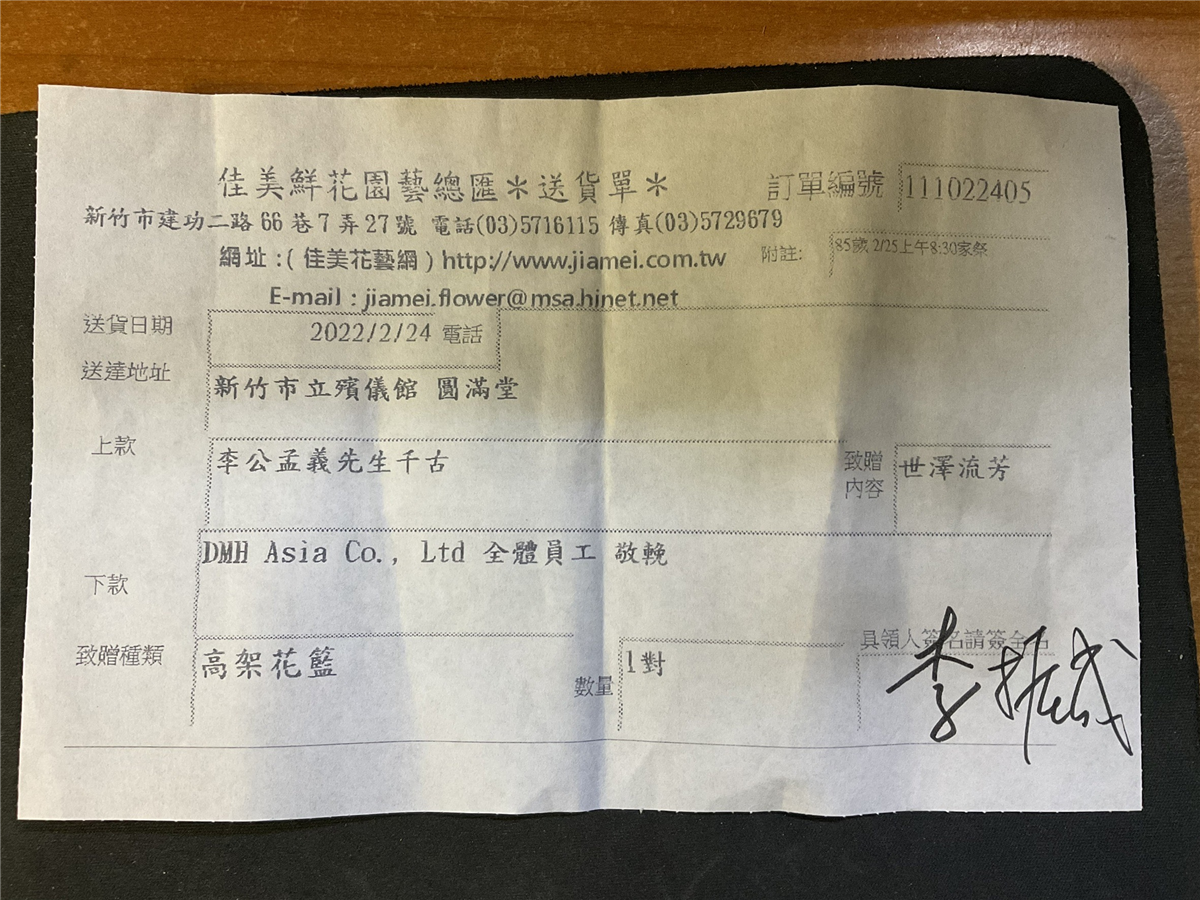 佳美鮮花園藝總匯＊送貨單＊ 訂單編號 111022405
新竹市建功二路66巷7弄27號 電話(03)5716115 傳真(03)5729679
網址:(佳美花藝網)http://www.jiamei.com.tw 附註: 85歲 2/25上午8:30家祭
E-mail：jiamei.flower@msa.hinet.net
送貨日期 2022/2/24 電話
送達地址 新竹市立殯儀館 圓滿堂
上款 李公孟義先生千古 致贈內容 世澤流芳
下款 DMH Asia Co., Ltd 全體員工 敬輓
致贈種類 高架花籃 數量 1對
具領人簽名請簽全名
李振